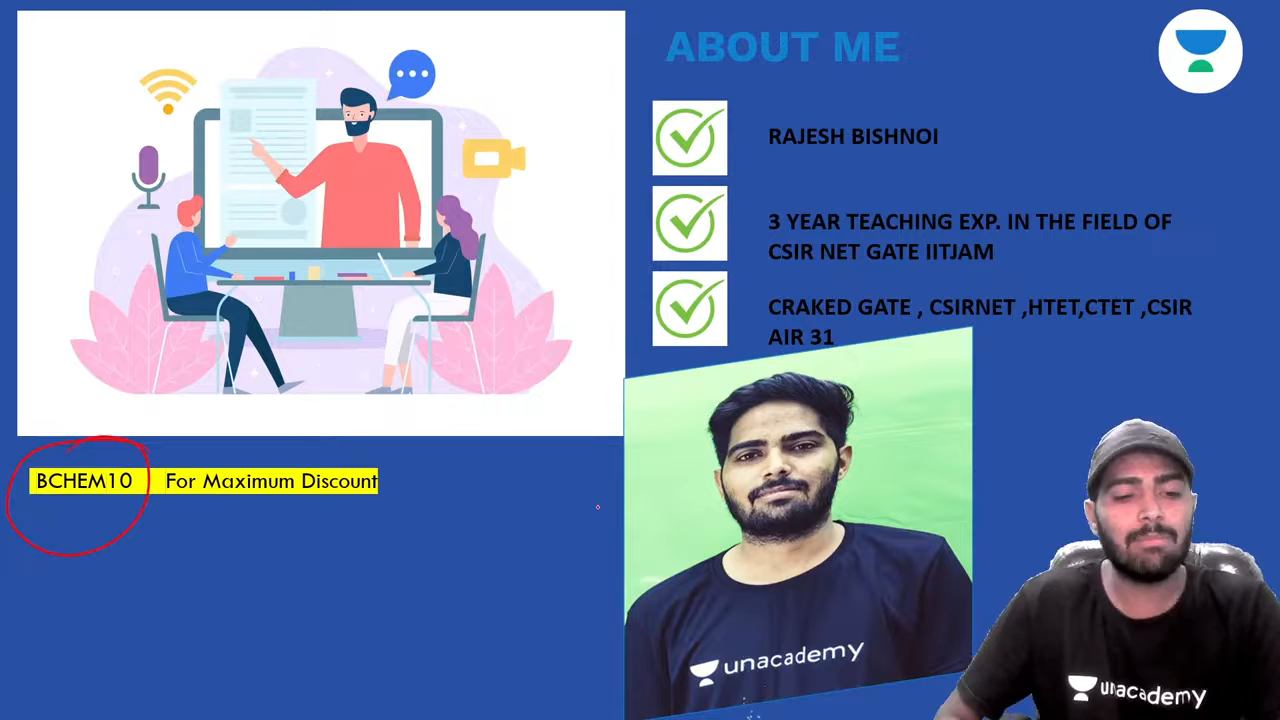 ABOUT ME
RAJESH BISHNOI
3 YEAR TEACHING EXP. IN THE FIELD OF
CSIR NET GATE IITJAM
CRAKED GATE , CSIRNET ,HTET,CTET ,CSIR
AIR 31
BCHEM10 For Maximum Discount
unacademy
unacademy